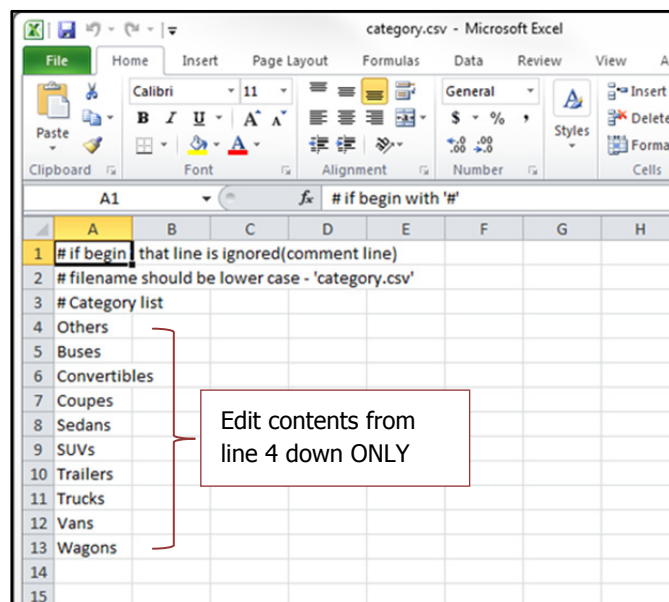 category.csv - Microsoft Excel
File Home Insert Page Layout Formulas Data Review View A
Calibri 11 General Insert
B I U A A $ % , Styles Delete
Paste .00 .0 Forma
Clipboard Font Alignment Number Cells
A1 fx # if begin with '#'
A B C D E F G H
1 # if begin that line is ignored(comment line)
2 # filename should be lower case - 'category.csv'
3 # Category list
4 Others
5 Buses
6 Convertibles
7 Coupes
8 Sedans
9 SUVs
10 Trailers
11 Trucks
12 Vans
13 Wagons
14
15
Edit contents from
line 4 down ONLY